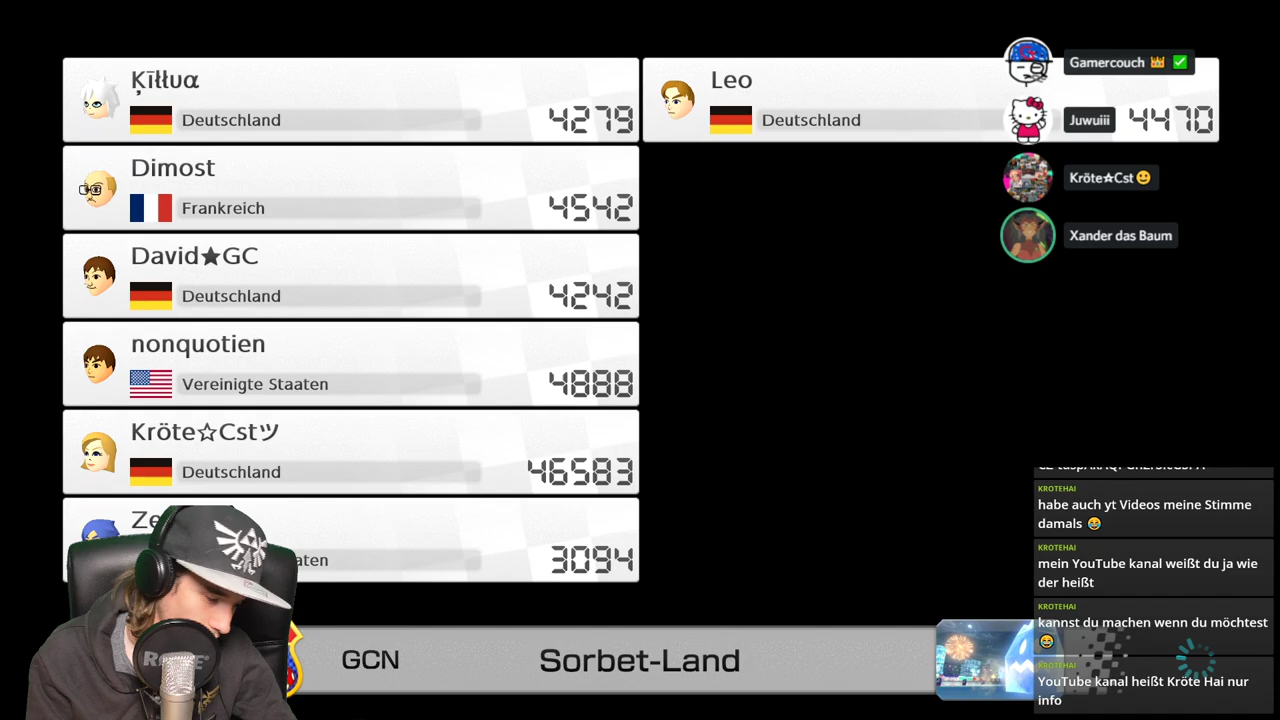 Ķīłłυα
Deutschland
4279
Dimost
Frankreich
4542
David★GC
Deutschland
4242
nonquotien
Vereinigte Staaten
4888
Kröte☆Cstツ
Deutschland
46583
Ze
aten
3094
Leo
Deutschland
4470
Gamercouch 👑 ✅
Juwuiii
Kröte☆Cst😃
Xander das Baum
KROTEHAI
habe auch yt Videos meine Stimme
damals 😂
KROTEHAI
mein YouTube kanal weißt du ja wie
der heißt
KROTEHAI
kannst du machen wenn du möchtest
😂
KROTEHAI
YouTube kanal heißt Kröte Hai nur
info
GCN
Sorbet-Land